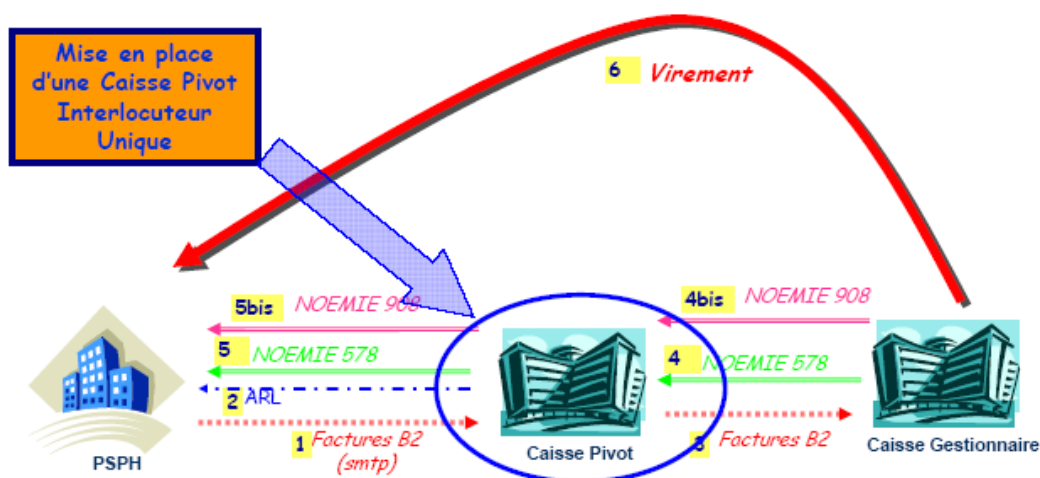 Mise en place
d'une Caisse Pivot
Interlocuteur
Unique
6 Virement
5bis NOEMIE 908
4bis NOEMIE 908
5 NOEMIE 578
4 NOEMIE 578
2 ARL
1 Factures B2
(smtp)
3 Factures B2
PSPH
Caisse Pivot
Caisse Gestionnaire